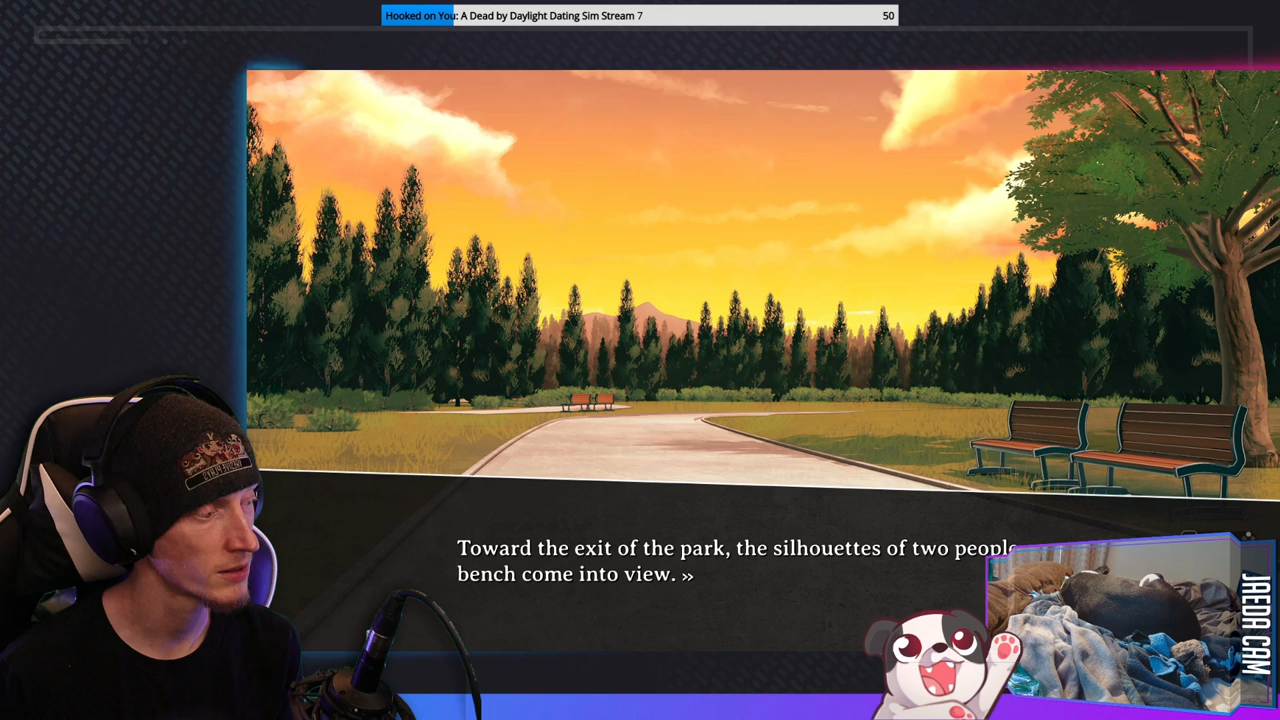 Hooked on You: A Dead by Daylight Dating Sim Stream 7
50
Toward the exit of the park, the silhouettes of two people
bench come into view. »
JAEDA CAM